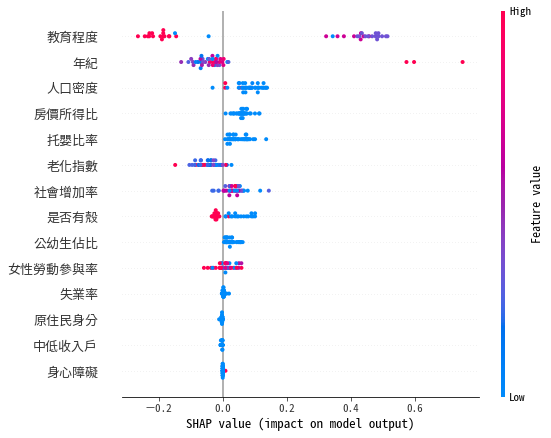 High
教育程度
年紀
人口密度
房價所得比
托嬰比率
老化指數
社會增加率
是否有殼
公幼生佔比
女性勞動參與率
失業率
原住民身分
中低收入戶
身心障礙
Feature value
Low
−0.2 0.0 0.2 0.4 0.6
SHAP value (impact on model output)